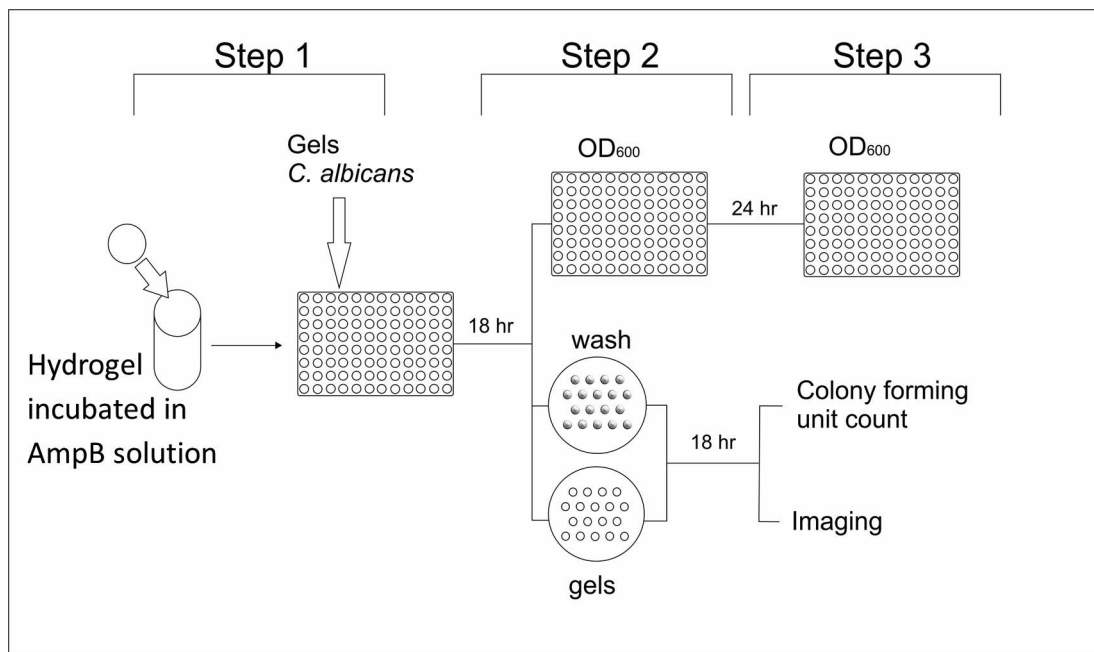 Step 1
Step 2
Step 3
Gels
C. albicans
OD600
OD600
24 hr
18 hr
Hydrogel
incubated in
AmpB solution
wash
18 hr
Colony forming
unit count
Imaging
gels